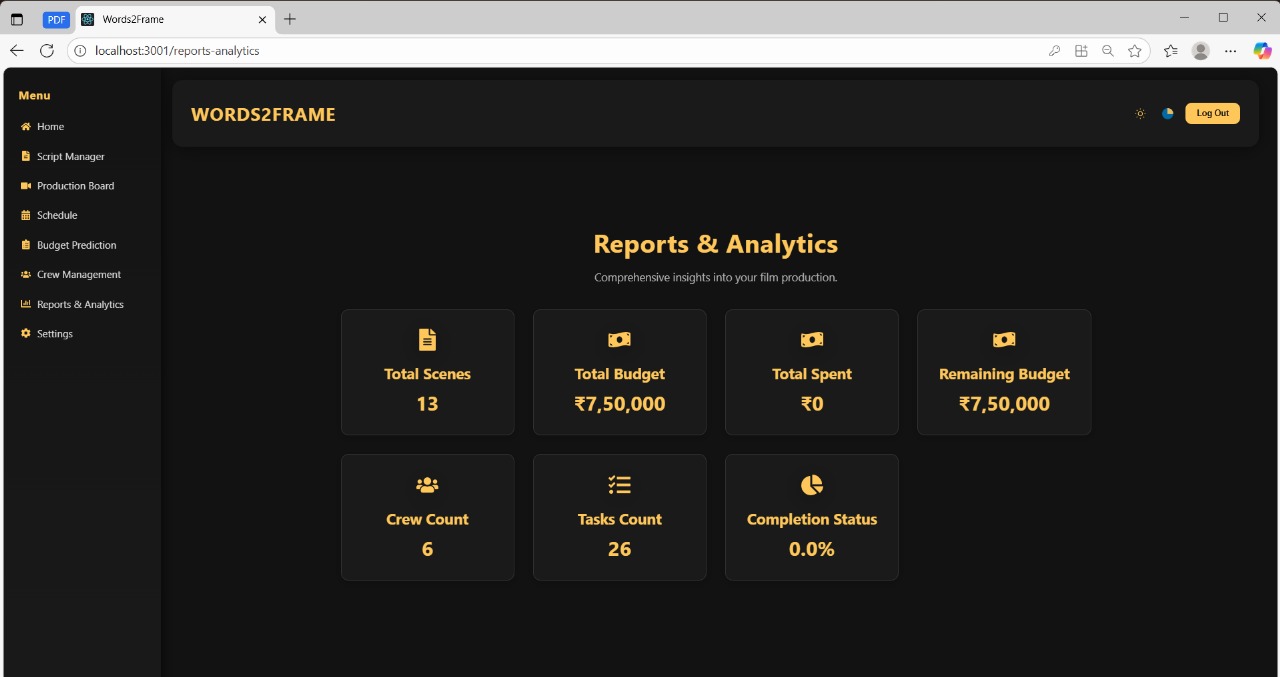 PDF
Words2Frame
localhost:3001/reports-analytics
Menu
Home
Script Manager
Production Board
Schedule
Budget Prediction
Crew Management
Reports & Analytics
Settings
WORDS2FRAME
Log Out
Reports & Analytics
Comprehensive insights into your film production.
Total Scenes
13
Total Budget
₹7,50,000
Total Spent
₹0
Remaining Budget
₹7,50,000
Crew Count
6
Tasks Count
26
Completion Status
0.0%